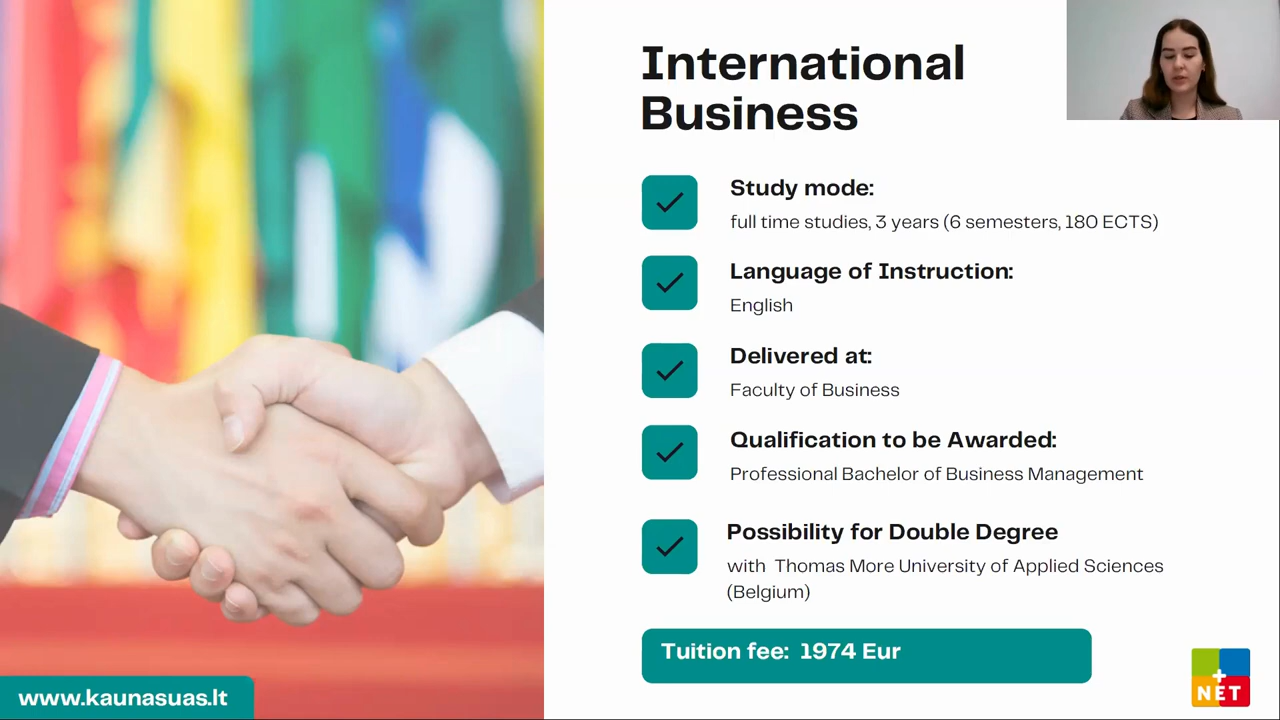 International
Business
Study mode:
full time studies, 3 years (6 semesters, 180 ECTS)
Language of Instruction:
English
Delivered at:
Faculty of Business
Qualification to be Awarded:
Professional Bachelor of Business Management
Possibility for Double Degree
with Thomas More University of Applied Sciences
(Belgium)
Tuition fee: 1974 Eur
www.kaunasuas.lt
+
NET